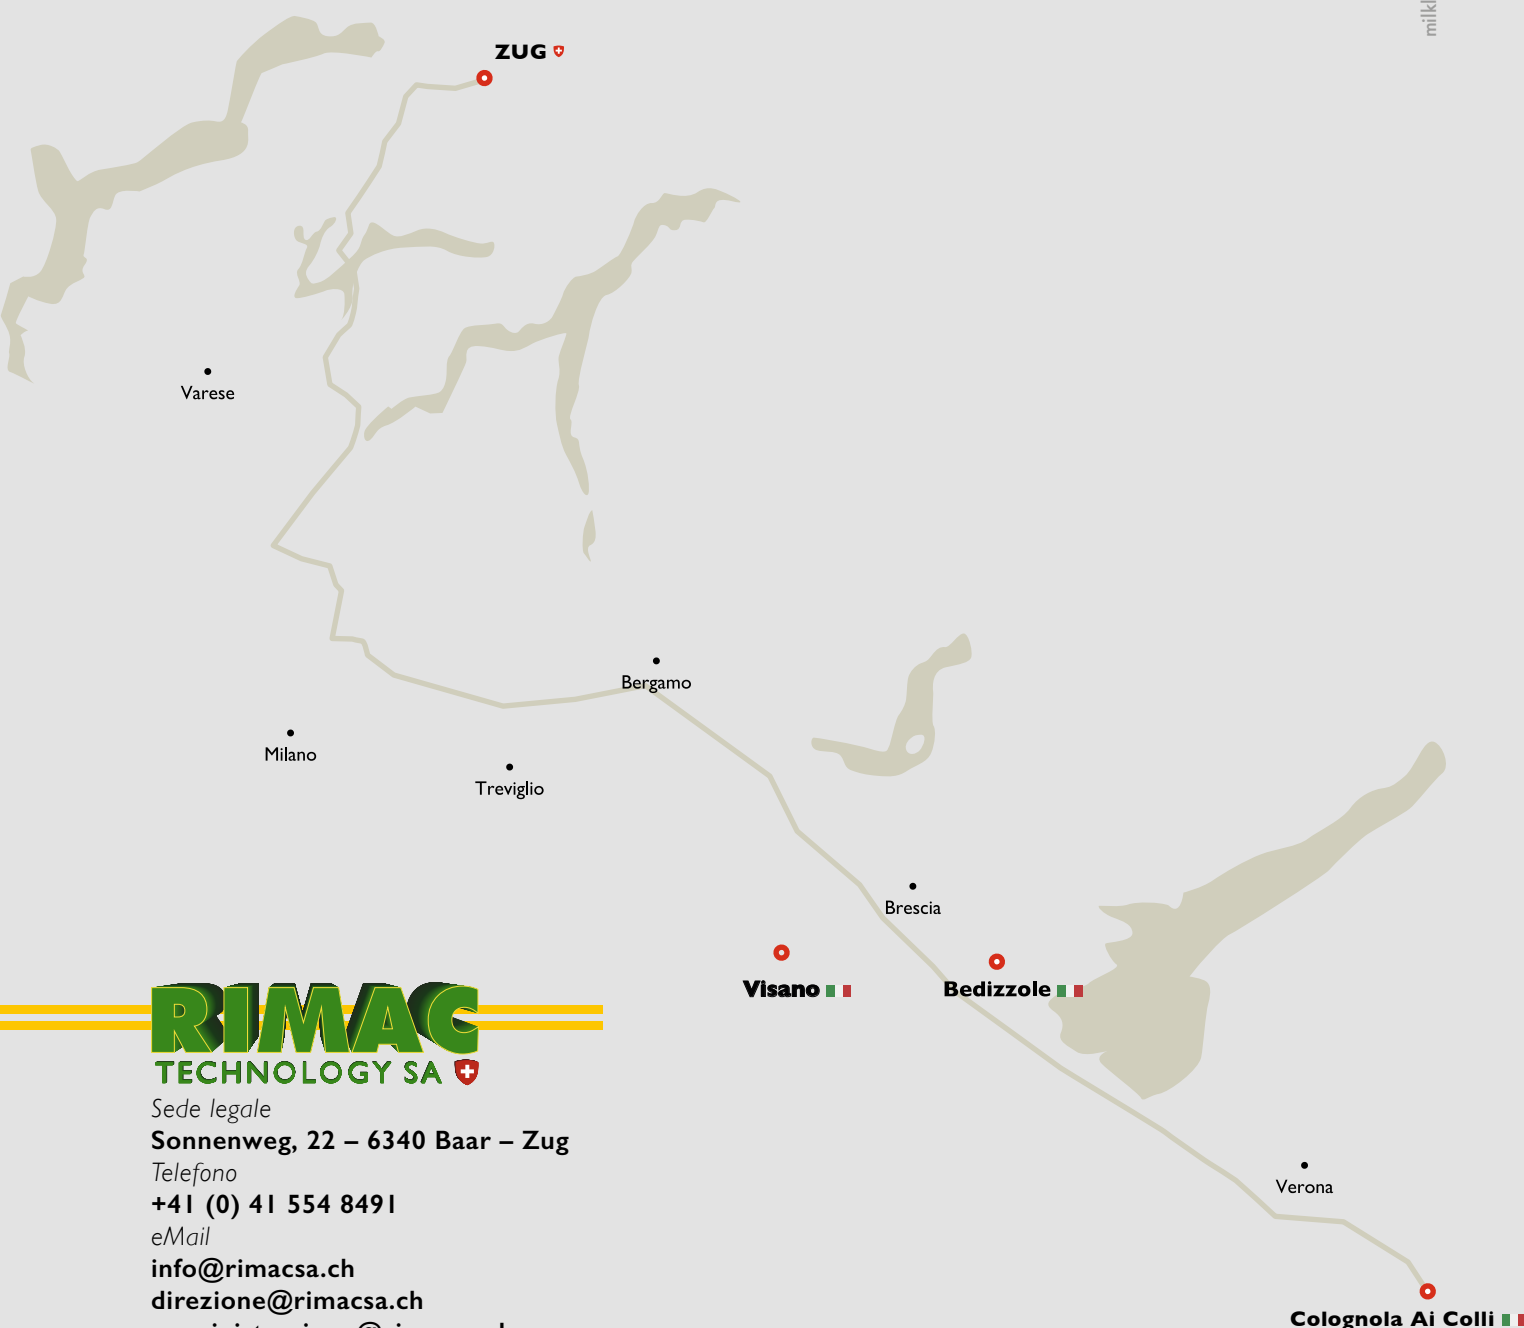 ZUG
Varese
Bergamo
Milano
Treviglio
Brescia
Visano
Bedizzole
RIMAC
TECHNOLOGY SA
Sede legale
Sonnenweg, 22 – 6340 Baar – Zug
Telefono
+41 (0) 41 554 8491
eMail
info@rimacsa.ch
direzione@rimacsa.ch
Verona
Colognola Ai Colli